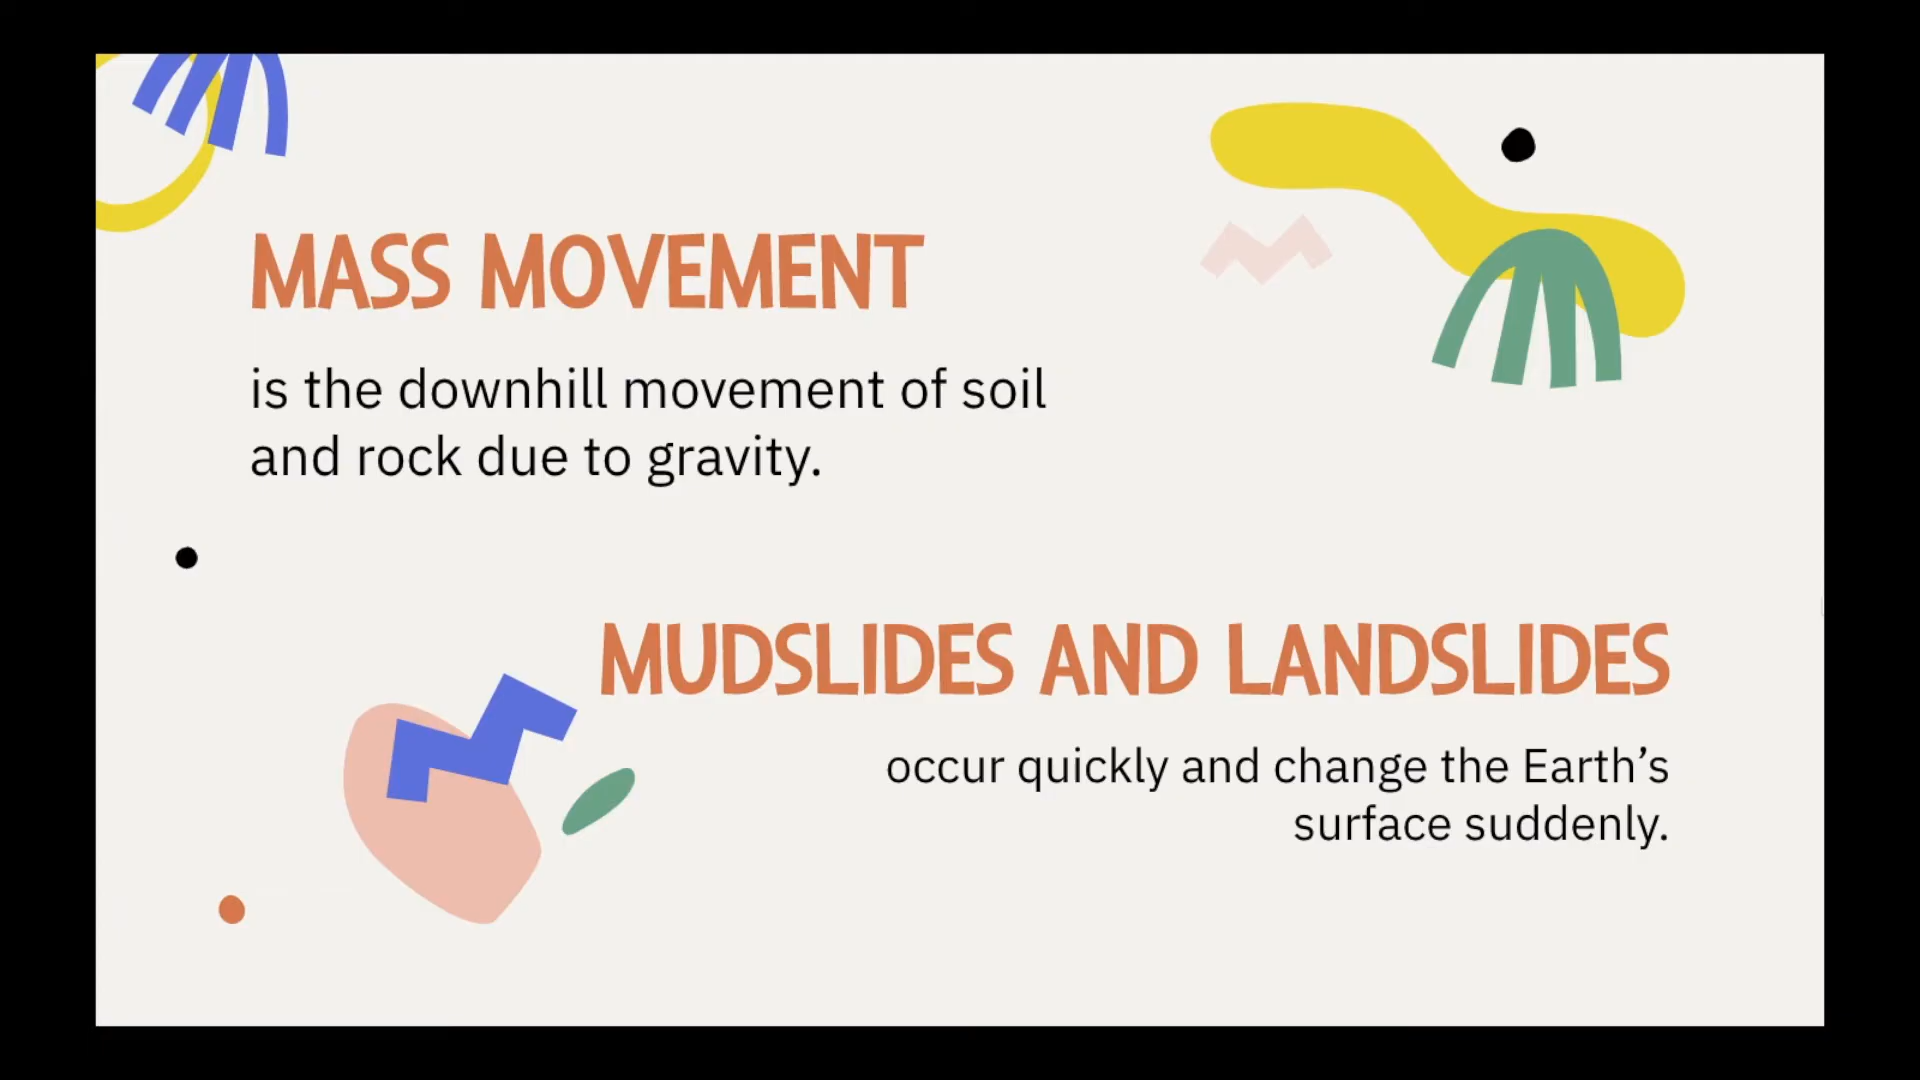 MASS MOVEMENT
is the downhill movement of soil
and rock due to gravity.
MUDSLIDES AND LANDSLIDES
occur quickly and change the Earth’s
surface suddenly.